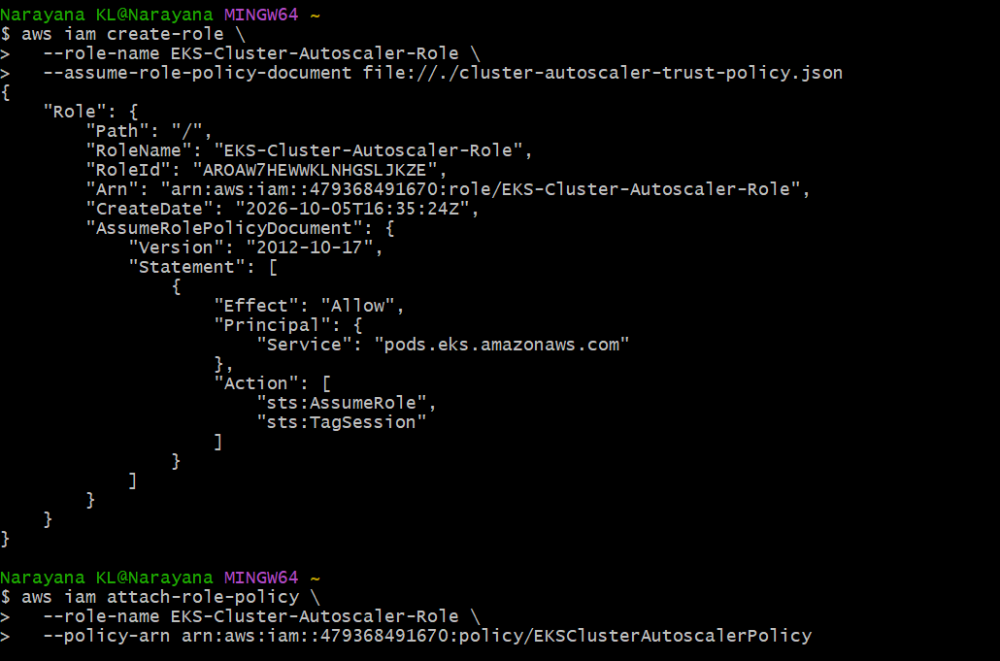 Narayana KL@Narayana MINGW64 ~
$ aws iam create-role \
>   --role-name EKS-Cluster-Autoscaler-Role \
>   --assume-role-policy-document file://./cluster-autoscaler-trust-policy.json
{
    "Role": {
        "Path": "/",
        "RoleName": "EKS-Cluster-Autoscaler-Role",
        "RoleId": "AROAW7HEWWKLNHGSLJKZE",
        "Arn": "arn:aws:iam::479368491670:role/EKS-Cluster-Autoscaler-Role",
        "CreateDate": "2026-10-05T16:35:24Z",
        "AssumeRolePolicyDocument": {
            "Version": "2012-10-17",
            "Statement": [
                {
                    "Effect": "Allow",
                    "Principal": {
                        "Service": "pods.eks.amazonaws.com"
                    },
                    "Action": [
                        "sts:AssumeRole",
                        "sts:TagSession"
                    ]
                }
            ]
        }
    }
}
Narayana KL@Narayana MINGW64 ~
$ aws iam attach-role-policy \
>   --role-name EKS-Cluster-Autoscaler-Role \
>   --policy-arn arn:aws:iam::479368491670:policy/EKSClusterAutoscalerPolicy